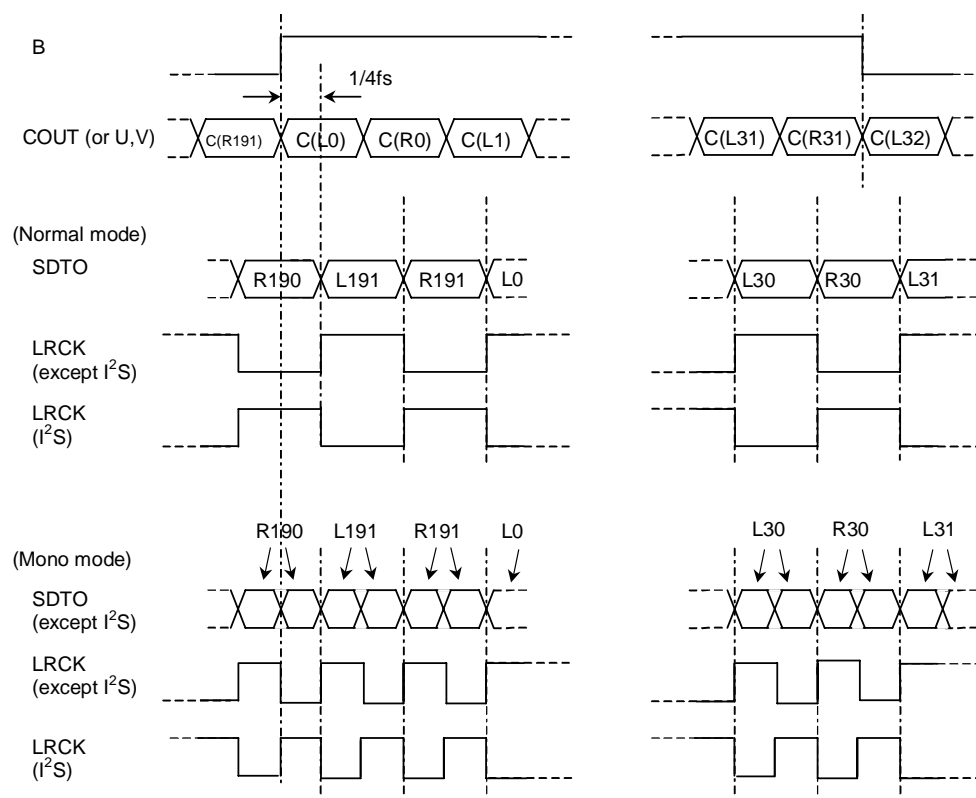 B
1/4fs
COUT (or U,V)
C(R191) C(L0) C(R0) C(L1) C(L31) C(R31) C(L32)
(Normal mode)
SDTO
R190 L191 R191 L0 L30 R30 L31
LRCK
(except I²S)
LRCK
(I²S)
R190 L191 R191 L0 L30 R30 L31
(Mono mode)
SDTO
(except I²S)
LRCK
(except I²S)
LRCK
(I²S)